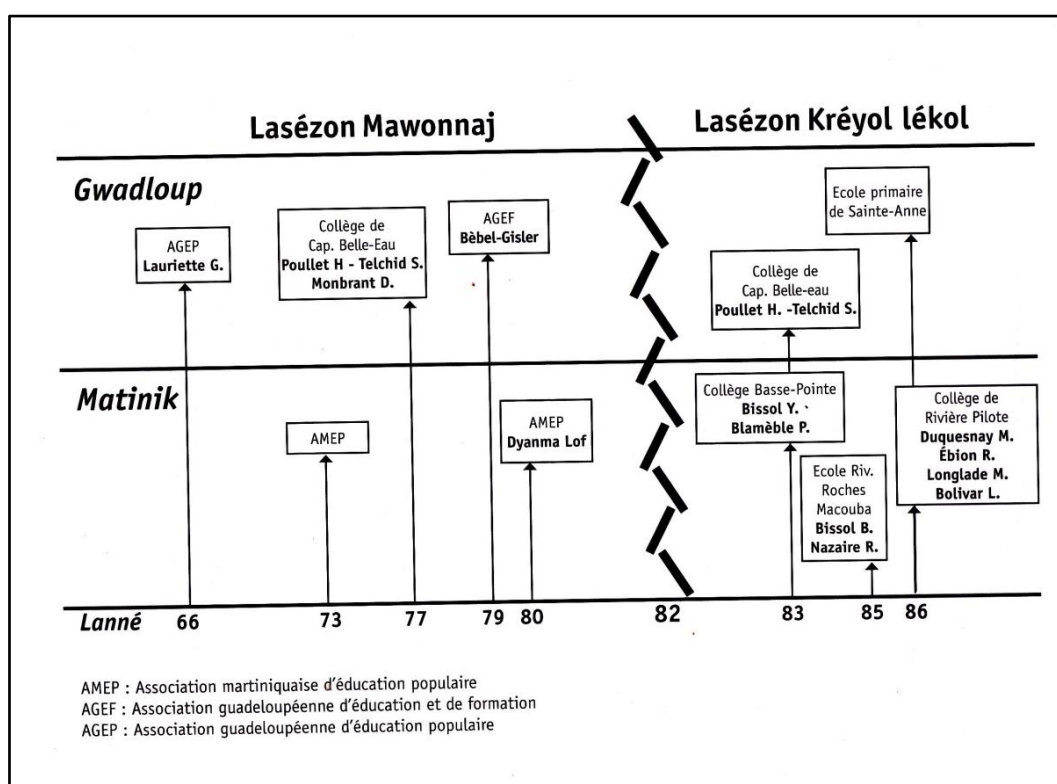 Lasézon Mawonnaj
Lasézon Kréyol lékol
Gwadloup
AGEP
Lauriette G.
Collège de
Cap. Belle-Eau
Poullet H - Telchid S.
Monbrant D.
AGEF
Bèbel-Gisler
Collège de
Cap. Belle-eau
Poullet H. -Telchid S.
Ecole primaire
de Sainte-Anne
Matinik
AMEP
AMEP
Dyanma Lof
Collège Basse-Pointe
Bissol Y.
Blamèble P.
Ecole Riv.
Roches
Macouba
Bissol B.
Nazaire R.
Collège de
Rivière Pilote
Duquesnay M.
Ébion R.
Longlade M.
Bolivar L.
Lanné 66 73 77 79 80 82 83 85 86
AMEP : Association martiniquaise d'éducation populaire
AGEF : Association guadeloupéenne d'éducation et de formation
AGEP : Association guadeloupéenne d'éducation populaire